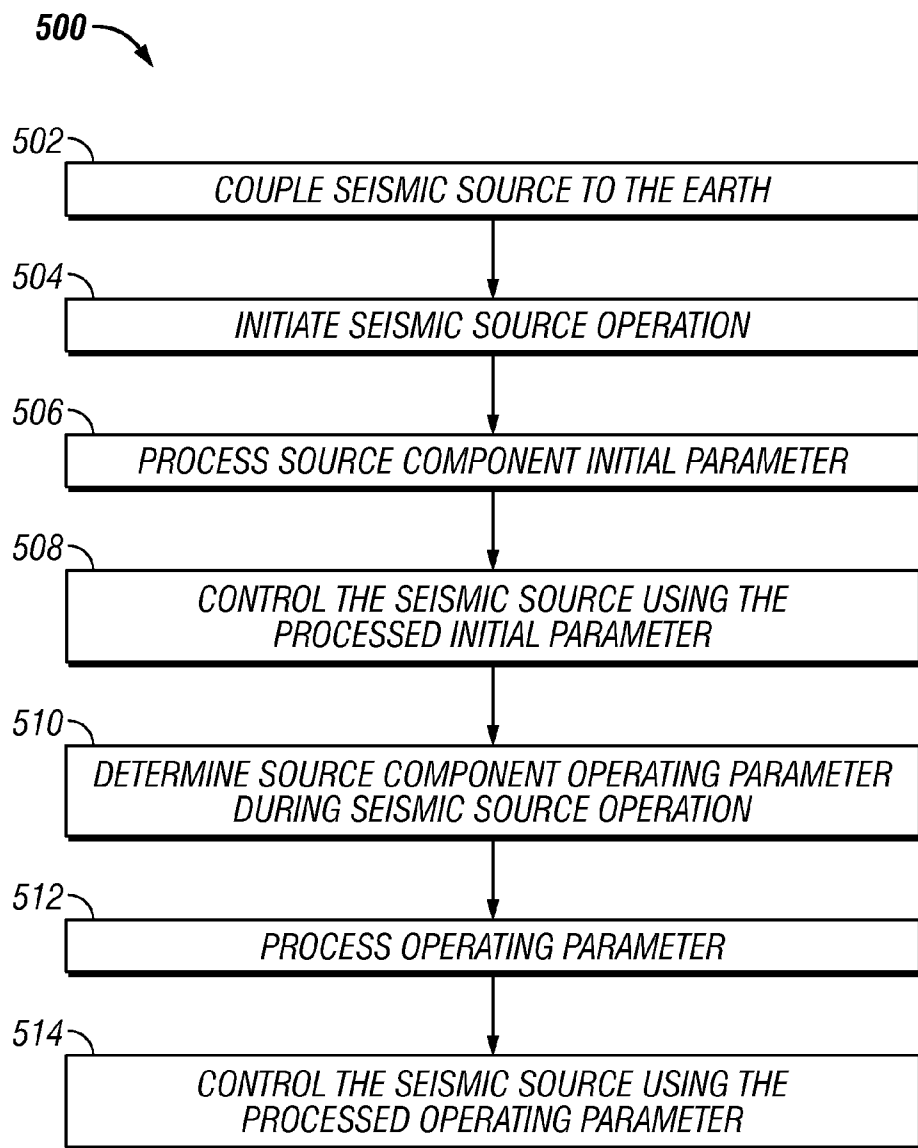 500
502
COUPLE SEISMIC SOURCE TO THE EARTH
504
INITIATE SEISMIC SOURCE OPERATION
506
PROCESS SOURCE COMPONENT INITIAL PARAMETER
508
CONTROL THE SEISMIC SOURCE USING THE
PROCESSED INITIAL PARAMETER
510
DETERMINE SOURCE COMPONENT OPERATING PARAMETER
DURING SEISMIC SOURCE OPERATION
512
PROCESS OPERATING PARAMETER
514
CONTROL THE SEISMIC SOURCE USING THE
PROCESSED OPERATING PARAMETER